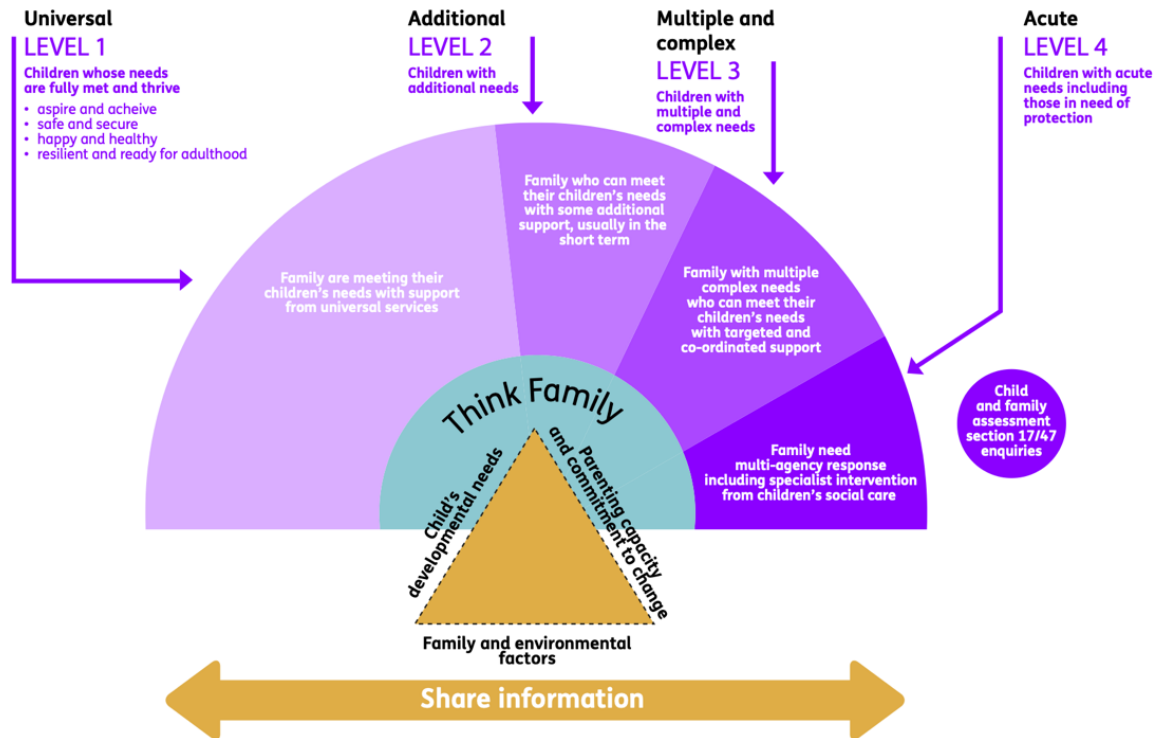 Universal
LEVEL 1
Children whose needs
are fully met and thrive
• aspire and acheive
• safe and secure
• happy and healthy
• resilient and ready for adulthood
Additional
LEVEL 2
Children with
additional needs
Multiple and
complex
LEVEL 3
Children with
multiple and
complex needs
Acute
LEVEL 4
Children with acute
needs including
those in need of
protection
Family are meeting their
children's needs with support
from universal services
Family who can meet
their children's needs
with some additional
support, usually in the
short term
Family with multiple
complex needs
who can meet their
children's needs
with targeted and
co-ordinated support
Family need
multi-agency response
including specialist intervention
from children's social care
Child
and family
assessment
section 17/47
enquiries
Think Family
Child's
developmental needs
Parenting capacity
and commitment to change
Family and environmental
factors
Share information